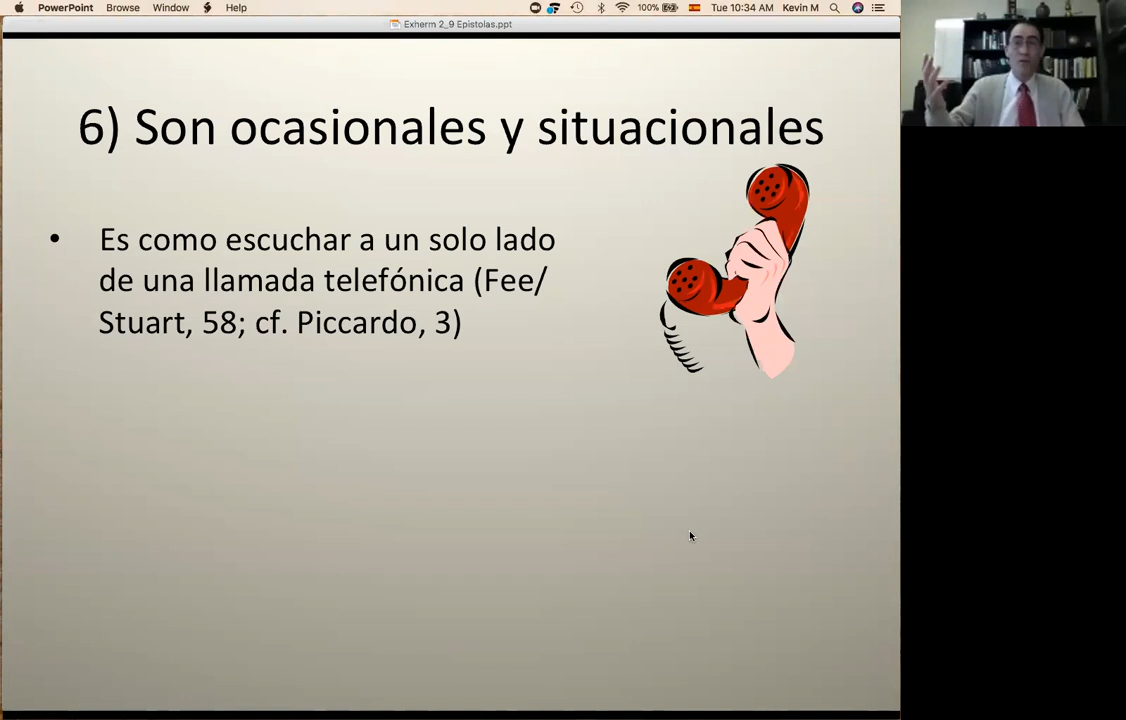 PowerPoint Browse Window Help 100% Tue 10:34 AM Kevin M
Exherm 2_9 Epistolas.ppt
6) Son ocasionales y situacionales
• Es como escuchar a un solo lado
de una llamada telefónica (Fee/
Stuart, 58; cf. Piccardo, 3)